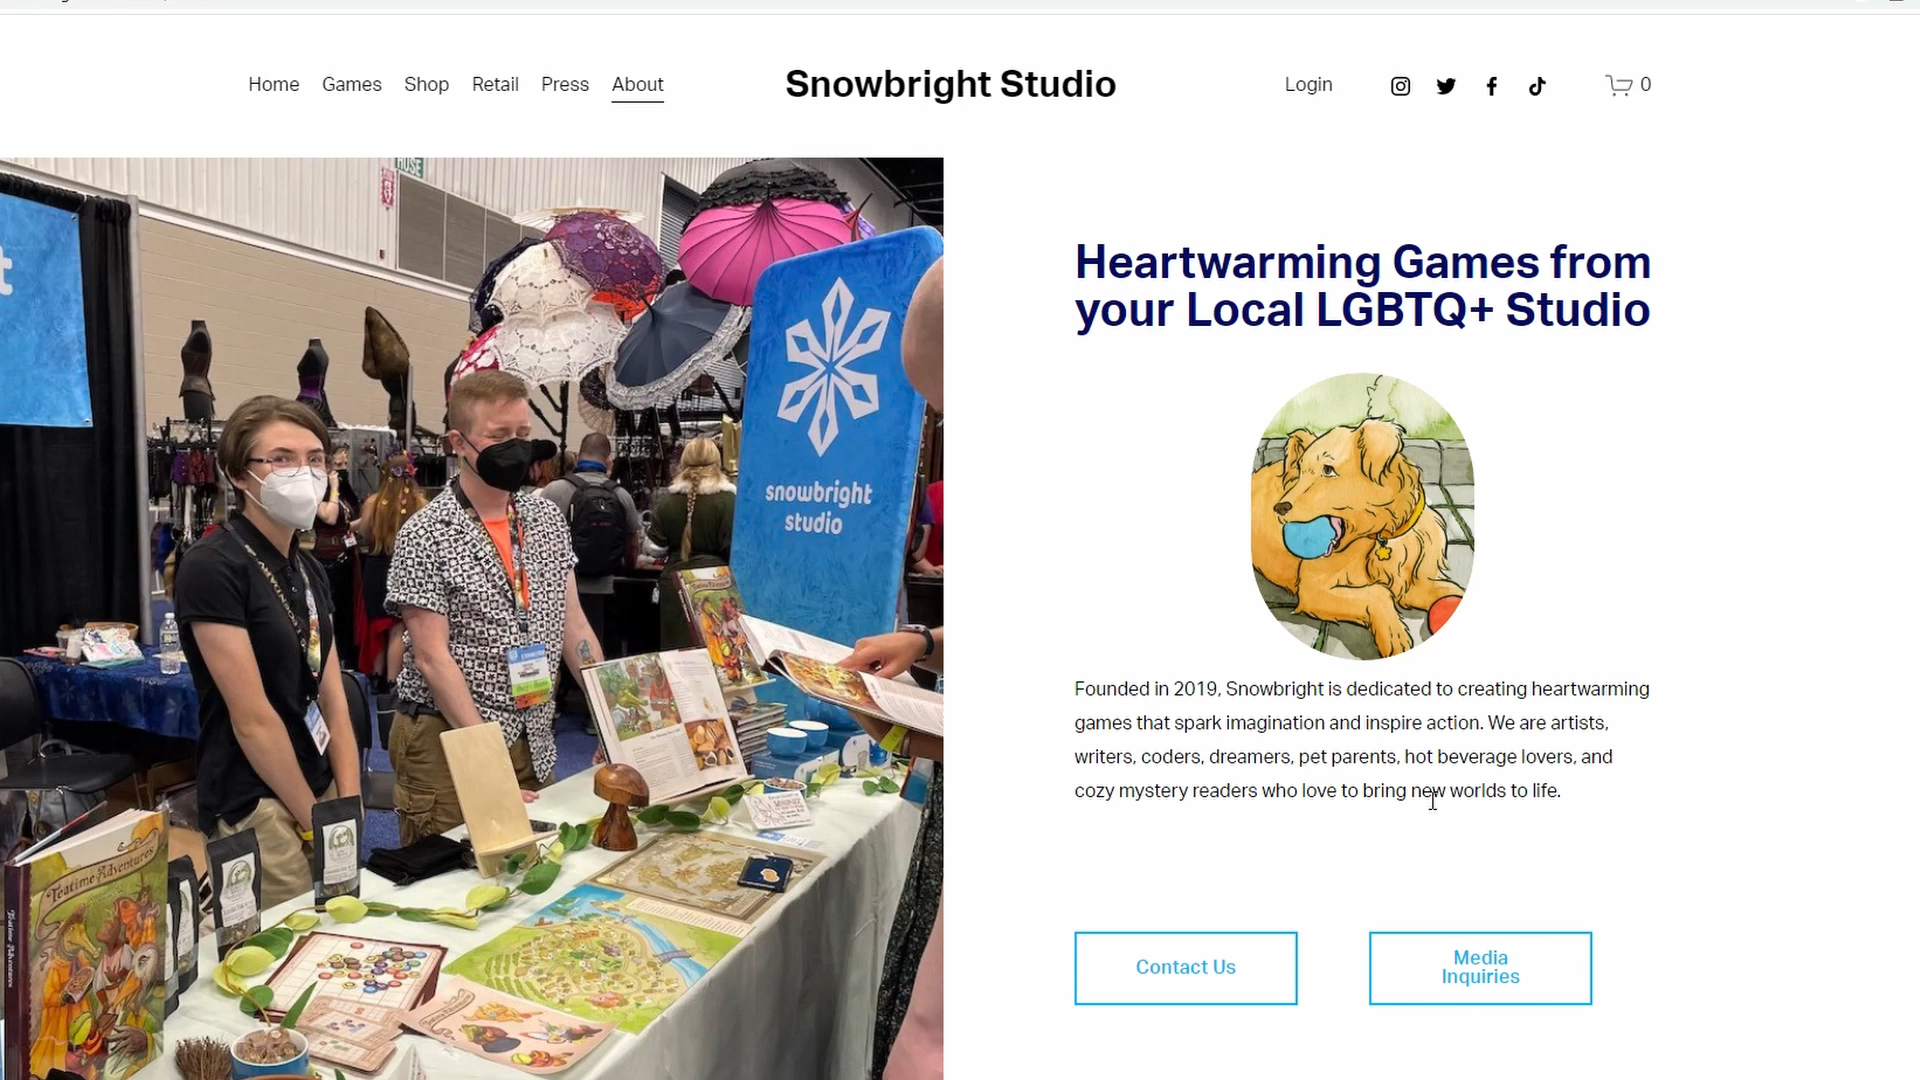 Home Games Shop Retail Press About
Snowbright Studio
Login
0
Heartwarming Games from
your Local LGBTQ+ Studio
snowbright
studio
Founded in 2019, Snowbright is dedicated to creating heartwarming
games that spark imagination and inspire action. We are artists,
writers, coders, dreamers, pet parents, hot beverage lovers, and
cozy mystery readers who love to bring new worlds to life.
Teatime Adventures
Contact Us
Media
Inquiries